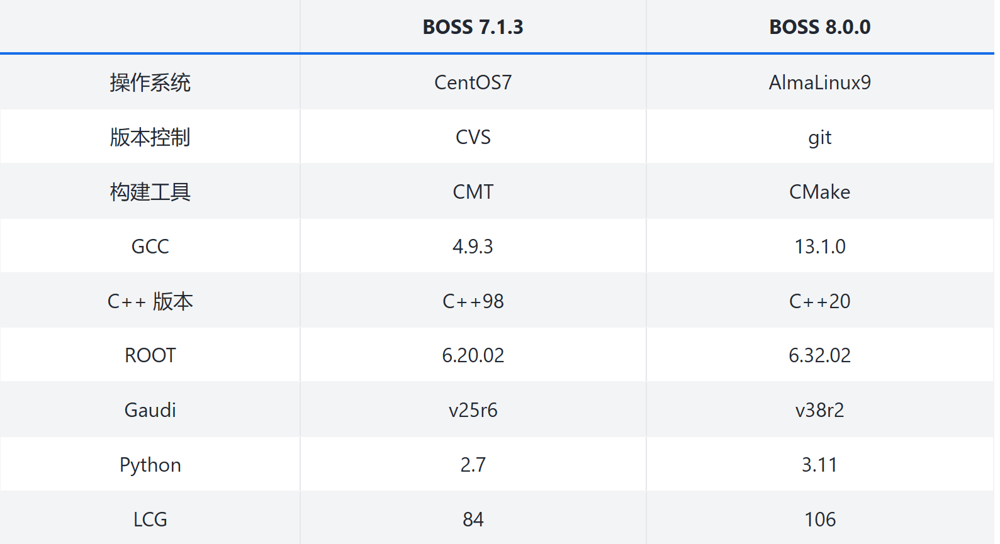 BOSS 7.1.3 BOSS 8.0.0
操作系统 CentOS7 AlmaLinux9
版本控制 CVS git
构建工具 CMT CMake
GCC 4.9.3 13.1.0
C++ 版本 C++98 C++20
ROOT 6.20.02 6.32.02
Gaudi v25r6 v38r2
Python 2.7 3.11
LCG 84 106